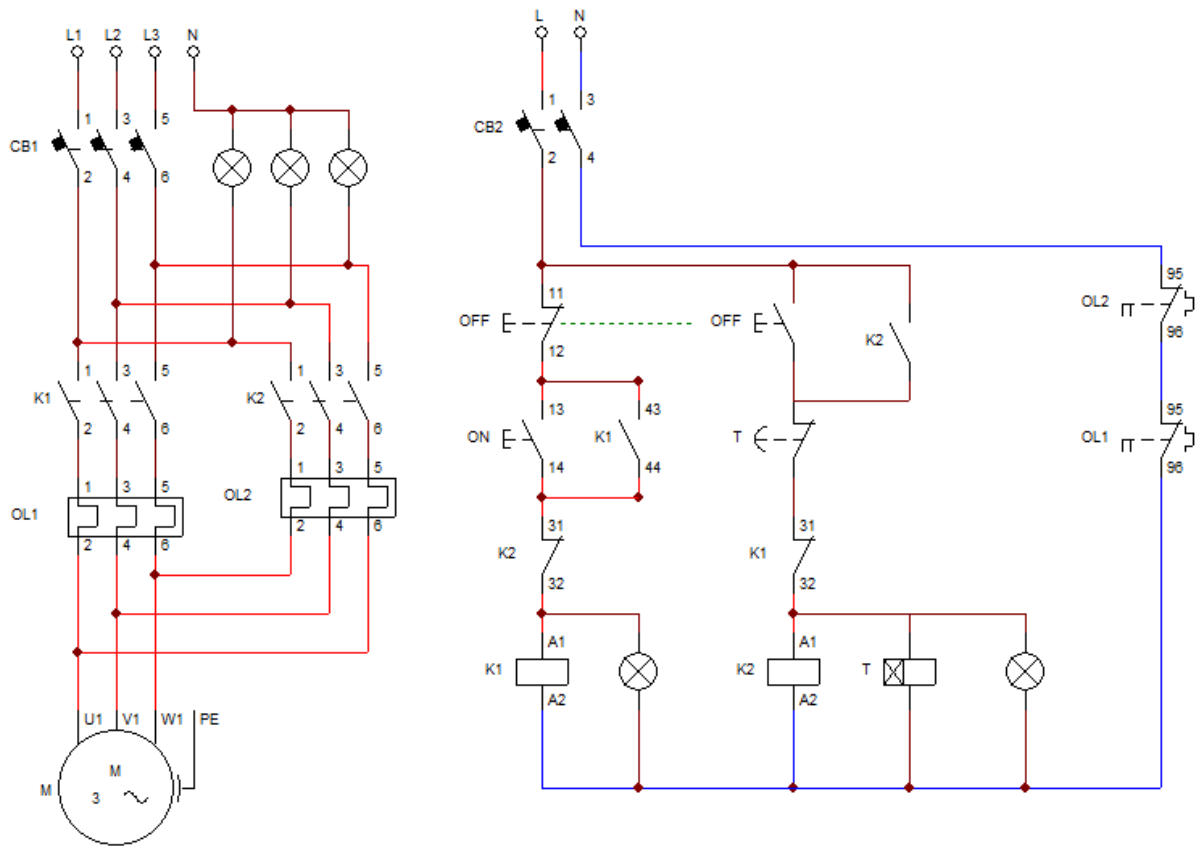 L1 L2 L3 N
CB1 1 3 5
2 4 6
K1 1 3 5
2 4 6
K2 1 3 5
2 4 6
OL1 1 3 5
2 4 6
OL2 1 3 5
2 4 6
U1 V1 W1 PE
M M
3
L N
CB2 1 3
2 4
OFF 11
12
OFF
K2
ON 13
14
K1 43
44
T
K2 31
32
K1 31
32
K1 A1
A2
K2 A1
A2
T
OL2 95
96
OL1 95
96